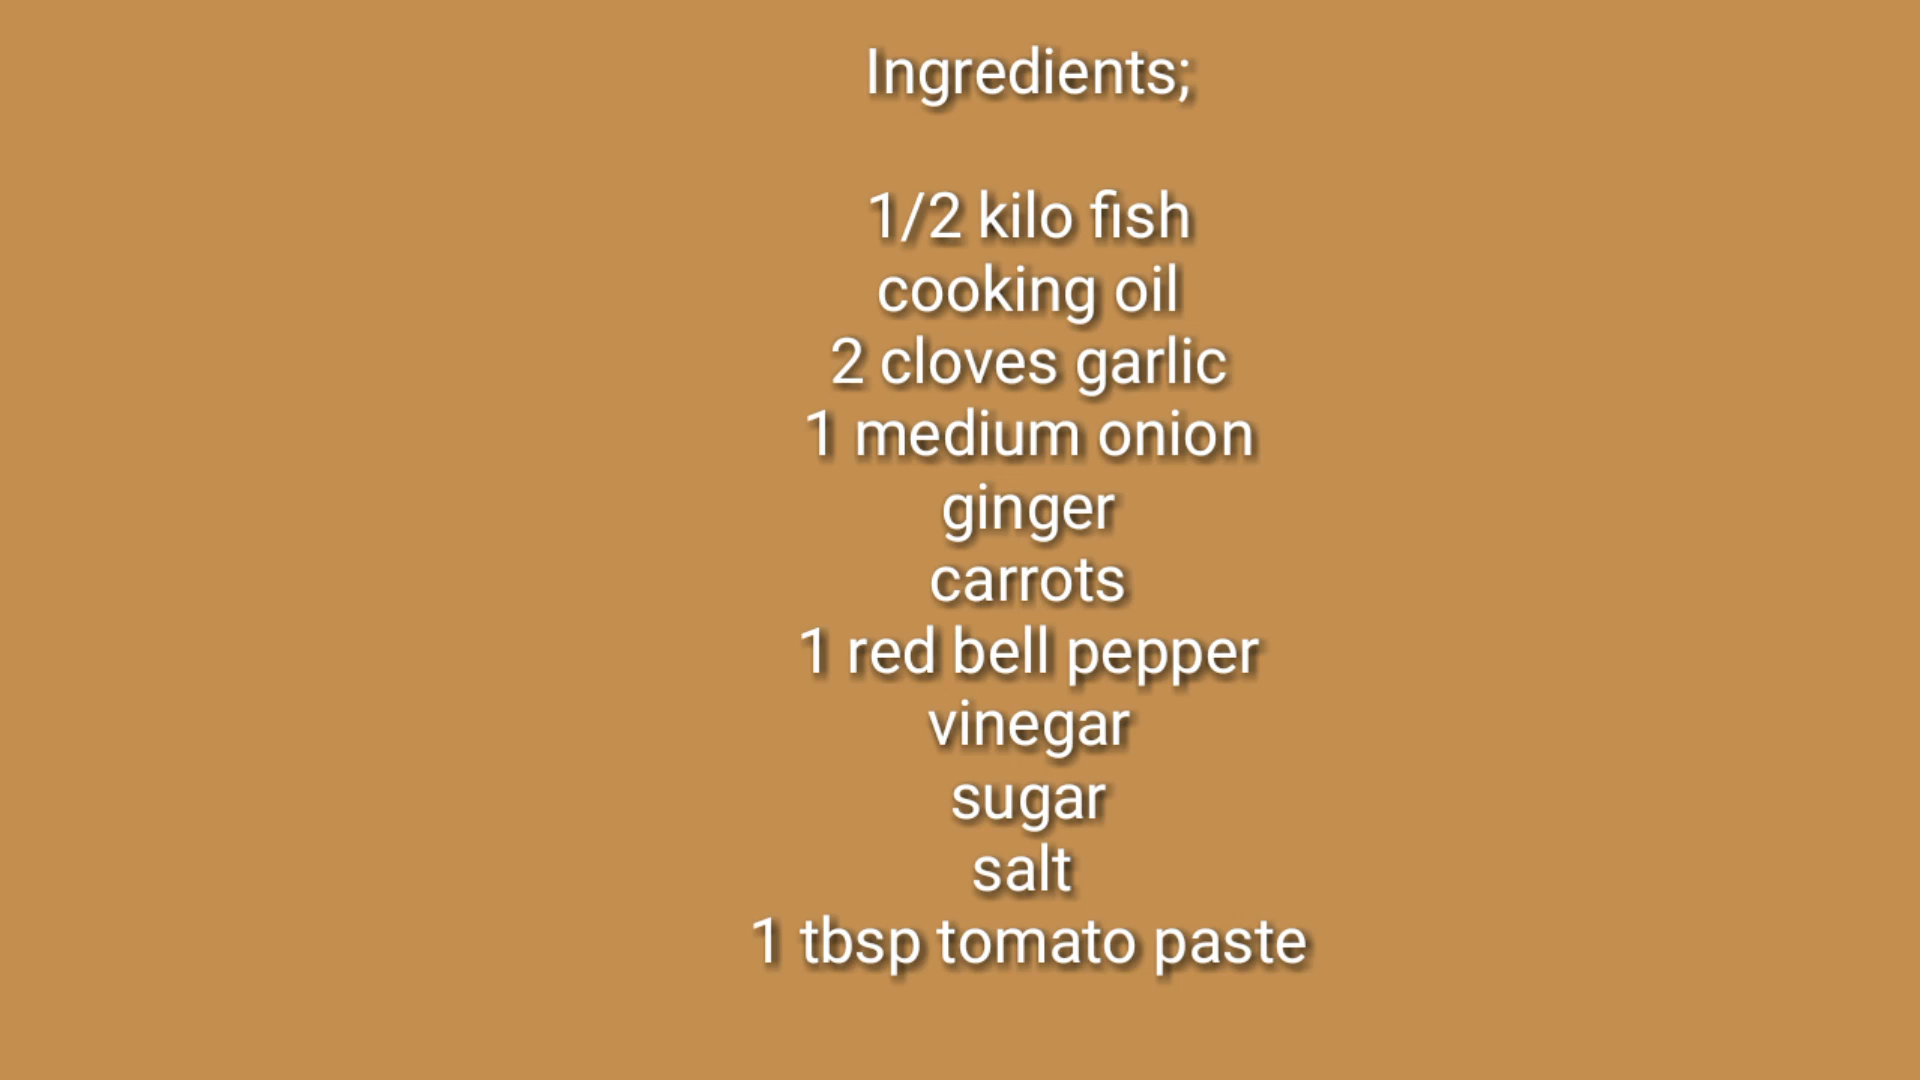 Ingredients;
1/2 kilo fish
cooking oil
2 cloves garlic
1 medium onion
ginger
carrots
1 red bell pepper
vinegar
sugar
salt
1 tbsp tomato paste